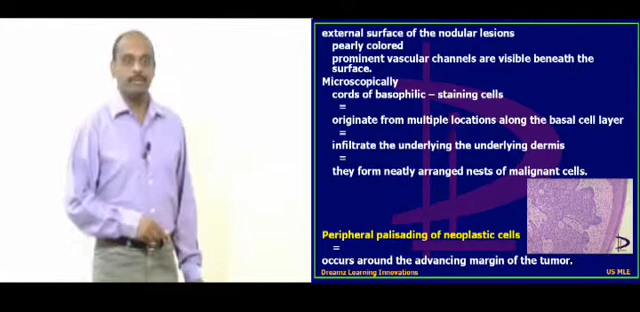 external surface of the nodular lesions
pearly colored
prominent vascular channels are visible beneath the
surface.
Microscopically
cords of basophilic – staining cells
=
originate from multiple locations along the basal cell layer
=
infiltrate the underlying the underlying dermis
=
they form neatly arranged nests of malignant cells.
Peripheral palisading of neoplastic cells
=
occurs around the advancing margin of the tumor.
Dreamz Learning Innovations
US MLE